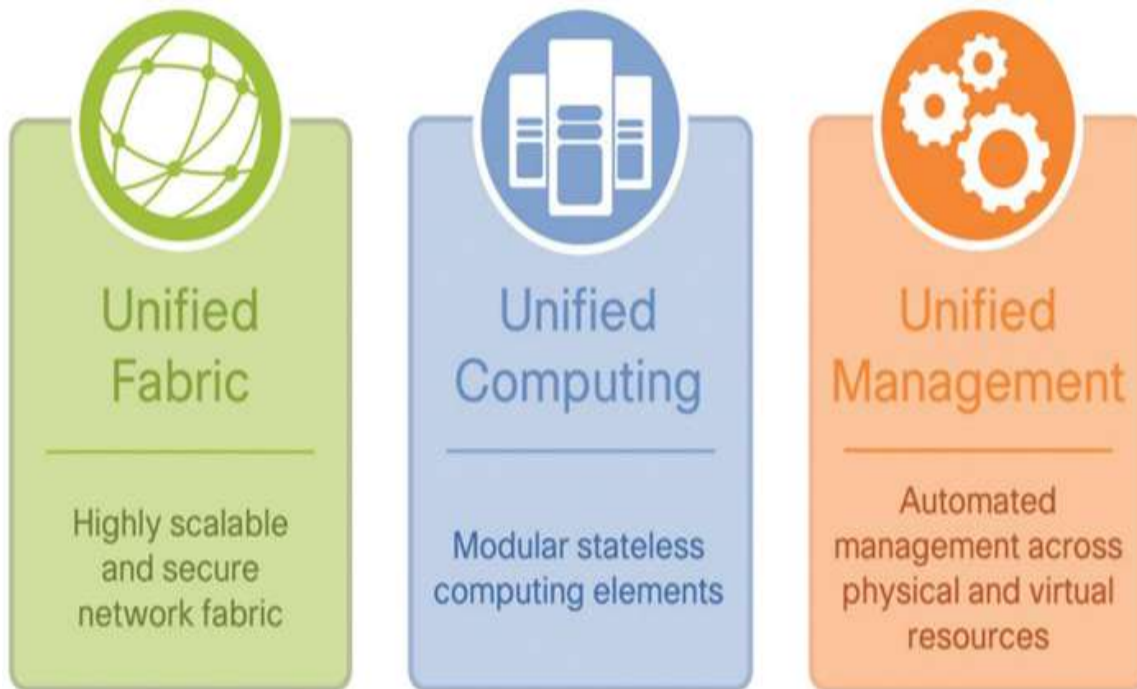 Unified
Fabric
Highly scalable
and secure
network fabric
Unified
Computing
Modular stateless
computing elements
Unified
Management
Automated
management across
physical and virtual
resources